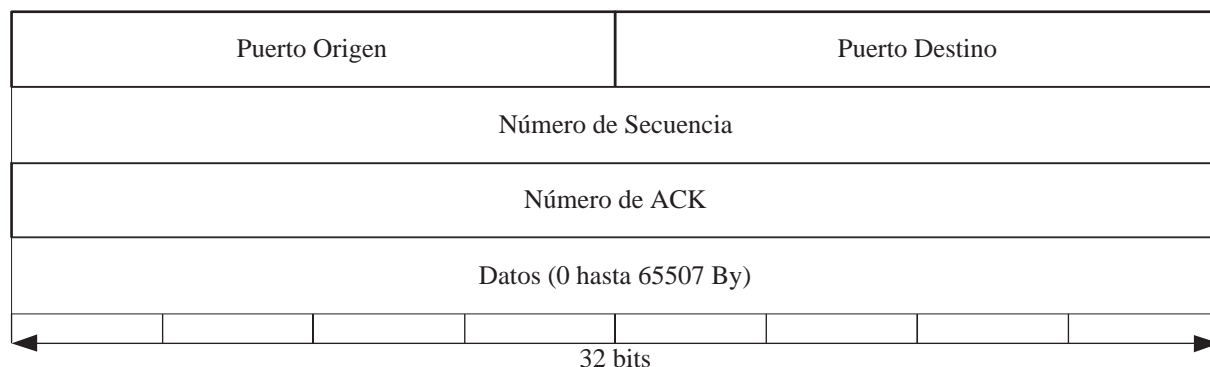 Puerto Origen
Puerto Destino
Número de Secuencia
Número de ACK
Datos (0 hasta 65507 By)
32 bits